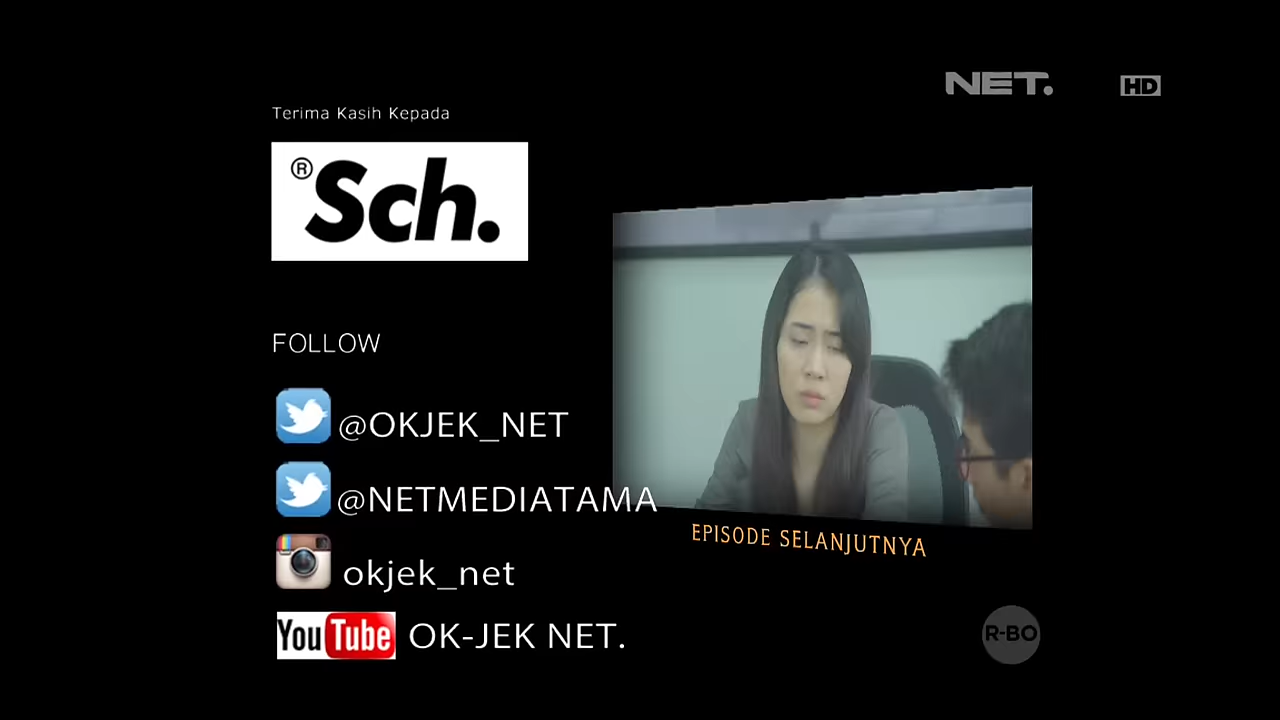 NET.
HD
Terima Kasih Kepada
®Sch.
FOLLOW
@OKJEK_NET
@NETMEDIATAMA
okjek_net
YouTube OK-JEK NET.
EPISODE SELANJUTNYA
R-BO